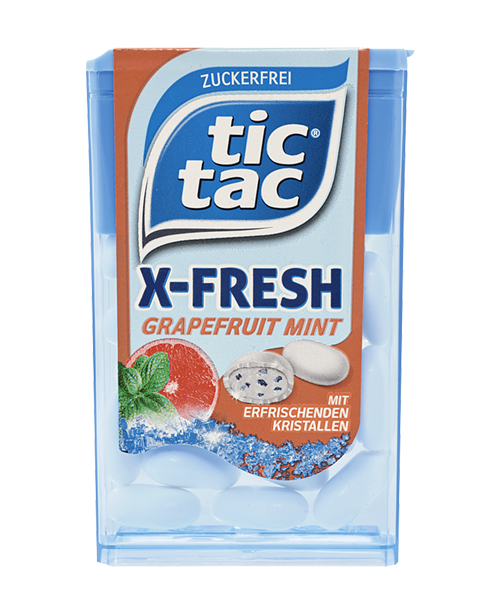 ZUCKERFREI
tic®
tac
X-FRESH
GRAPEFRUIT MINT
MIT
ERFRISCHENDEN
KRISTALLEN